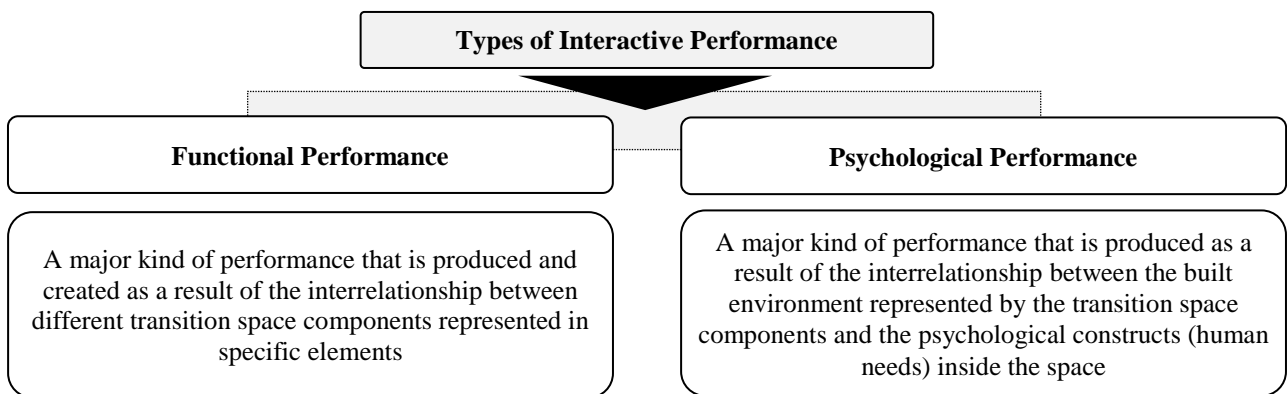 Types of Interactive Performance
Functional Performance
Psychological Performance
A major kind of performance that is produced and
created as a result of the interrelationship between
different transition space components represented in
specific elements
A major kind of performance that is produced as a
result of the interrelationship between the built
environment represented by the transition space
components and the psychological constructs (human
needs) inside the space